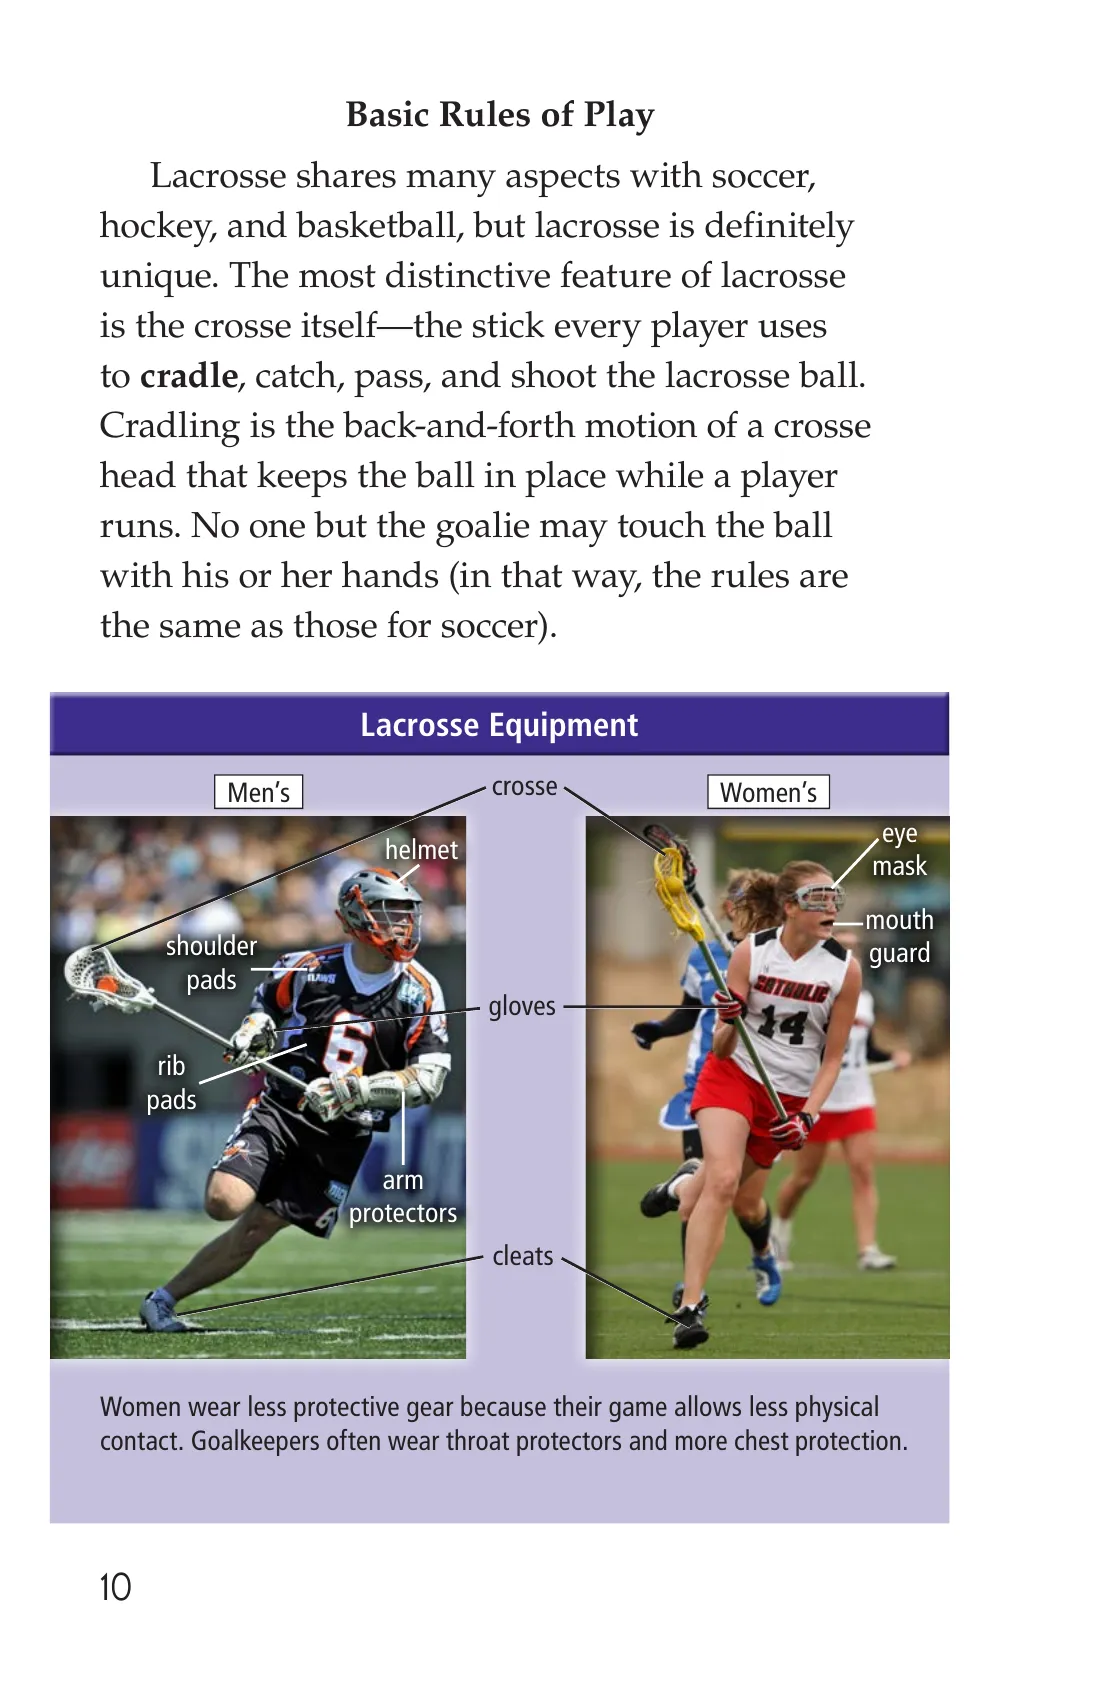 Basic Rules of Play
Lacrosse shares many aspects with soccer,
hockey, and basketball, but lacrosse is definitely
unique. The most distinctive feature of lacrosse
is the crosse itself—the stick every player uses
to cradle, catch, pass, and shoot the lacrosse ball.
Cradling is the back-and-forth motion of a crosse
head that keeps the ball in place while a player
runs. No one but the goalie may touch the ball
with his or her hands (in that way, the rules are
the same as those for soccer).
Lacrosse Equipment
Men's
crosse
Women's
helmet
shoulder
pads
rib
pads
arm
protectors
gloves
cleats
eye
mask
mouth
guard
6
6
CATHOLIC
14
Women wear less protective gear because their game allows less physical
contact. Goalkeepers often wear throat protectors and more chest protection.
10